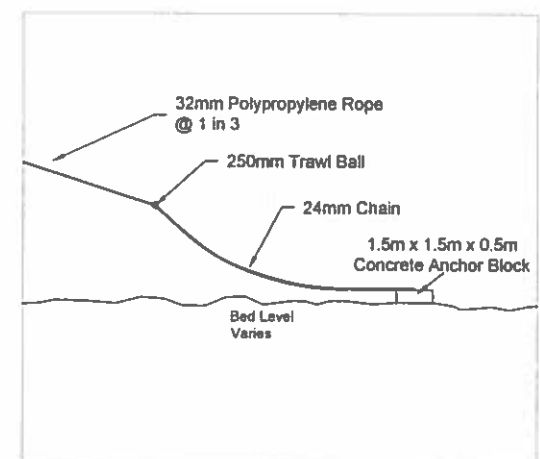 32mm Polypropylene Rope
@ 1 in 3
250mm Trawl Ball
24mm Chain
1.5m x 1.5m x 0.5m
Concrete Anchor Block
Bed Level
Varies